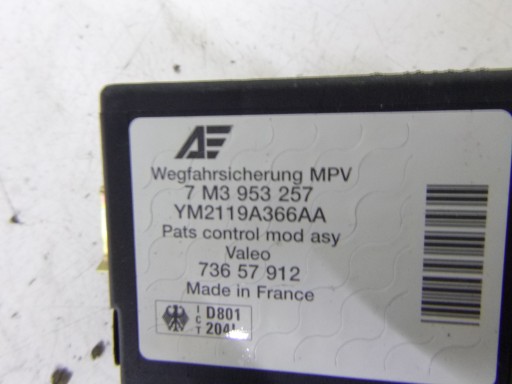 AE
Wegfahrsicherung MPV
7 M3 953 257
YM2119A366AA
Pats control mod asy
Valeo
736 57 912
Made in France
I C T
D801
204L